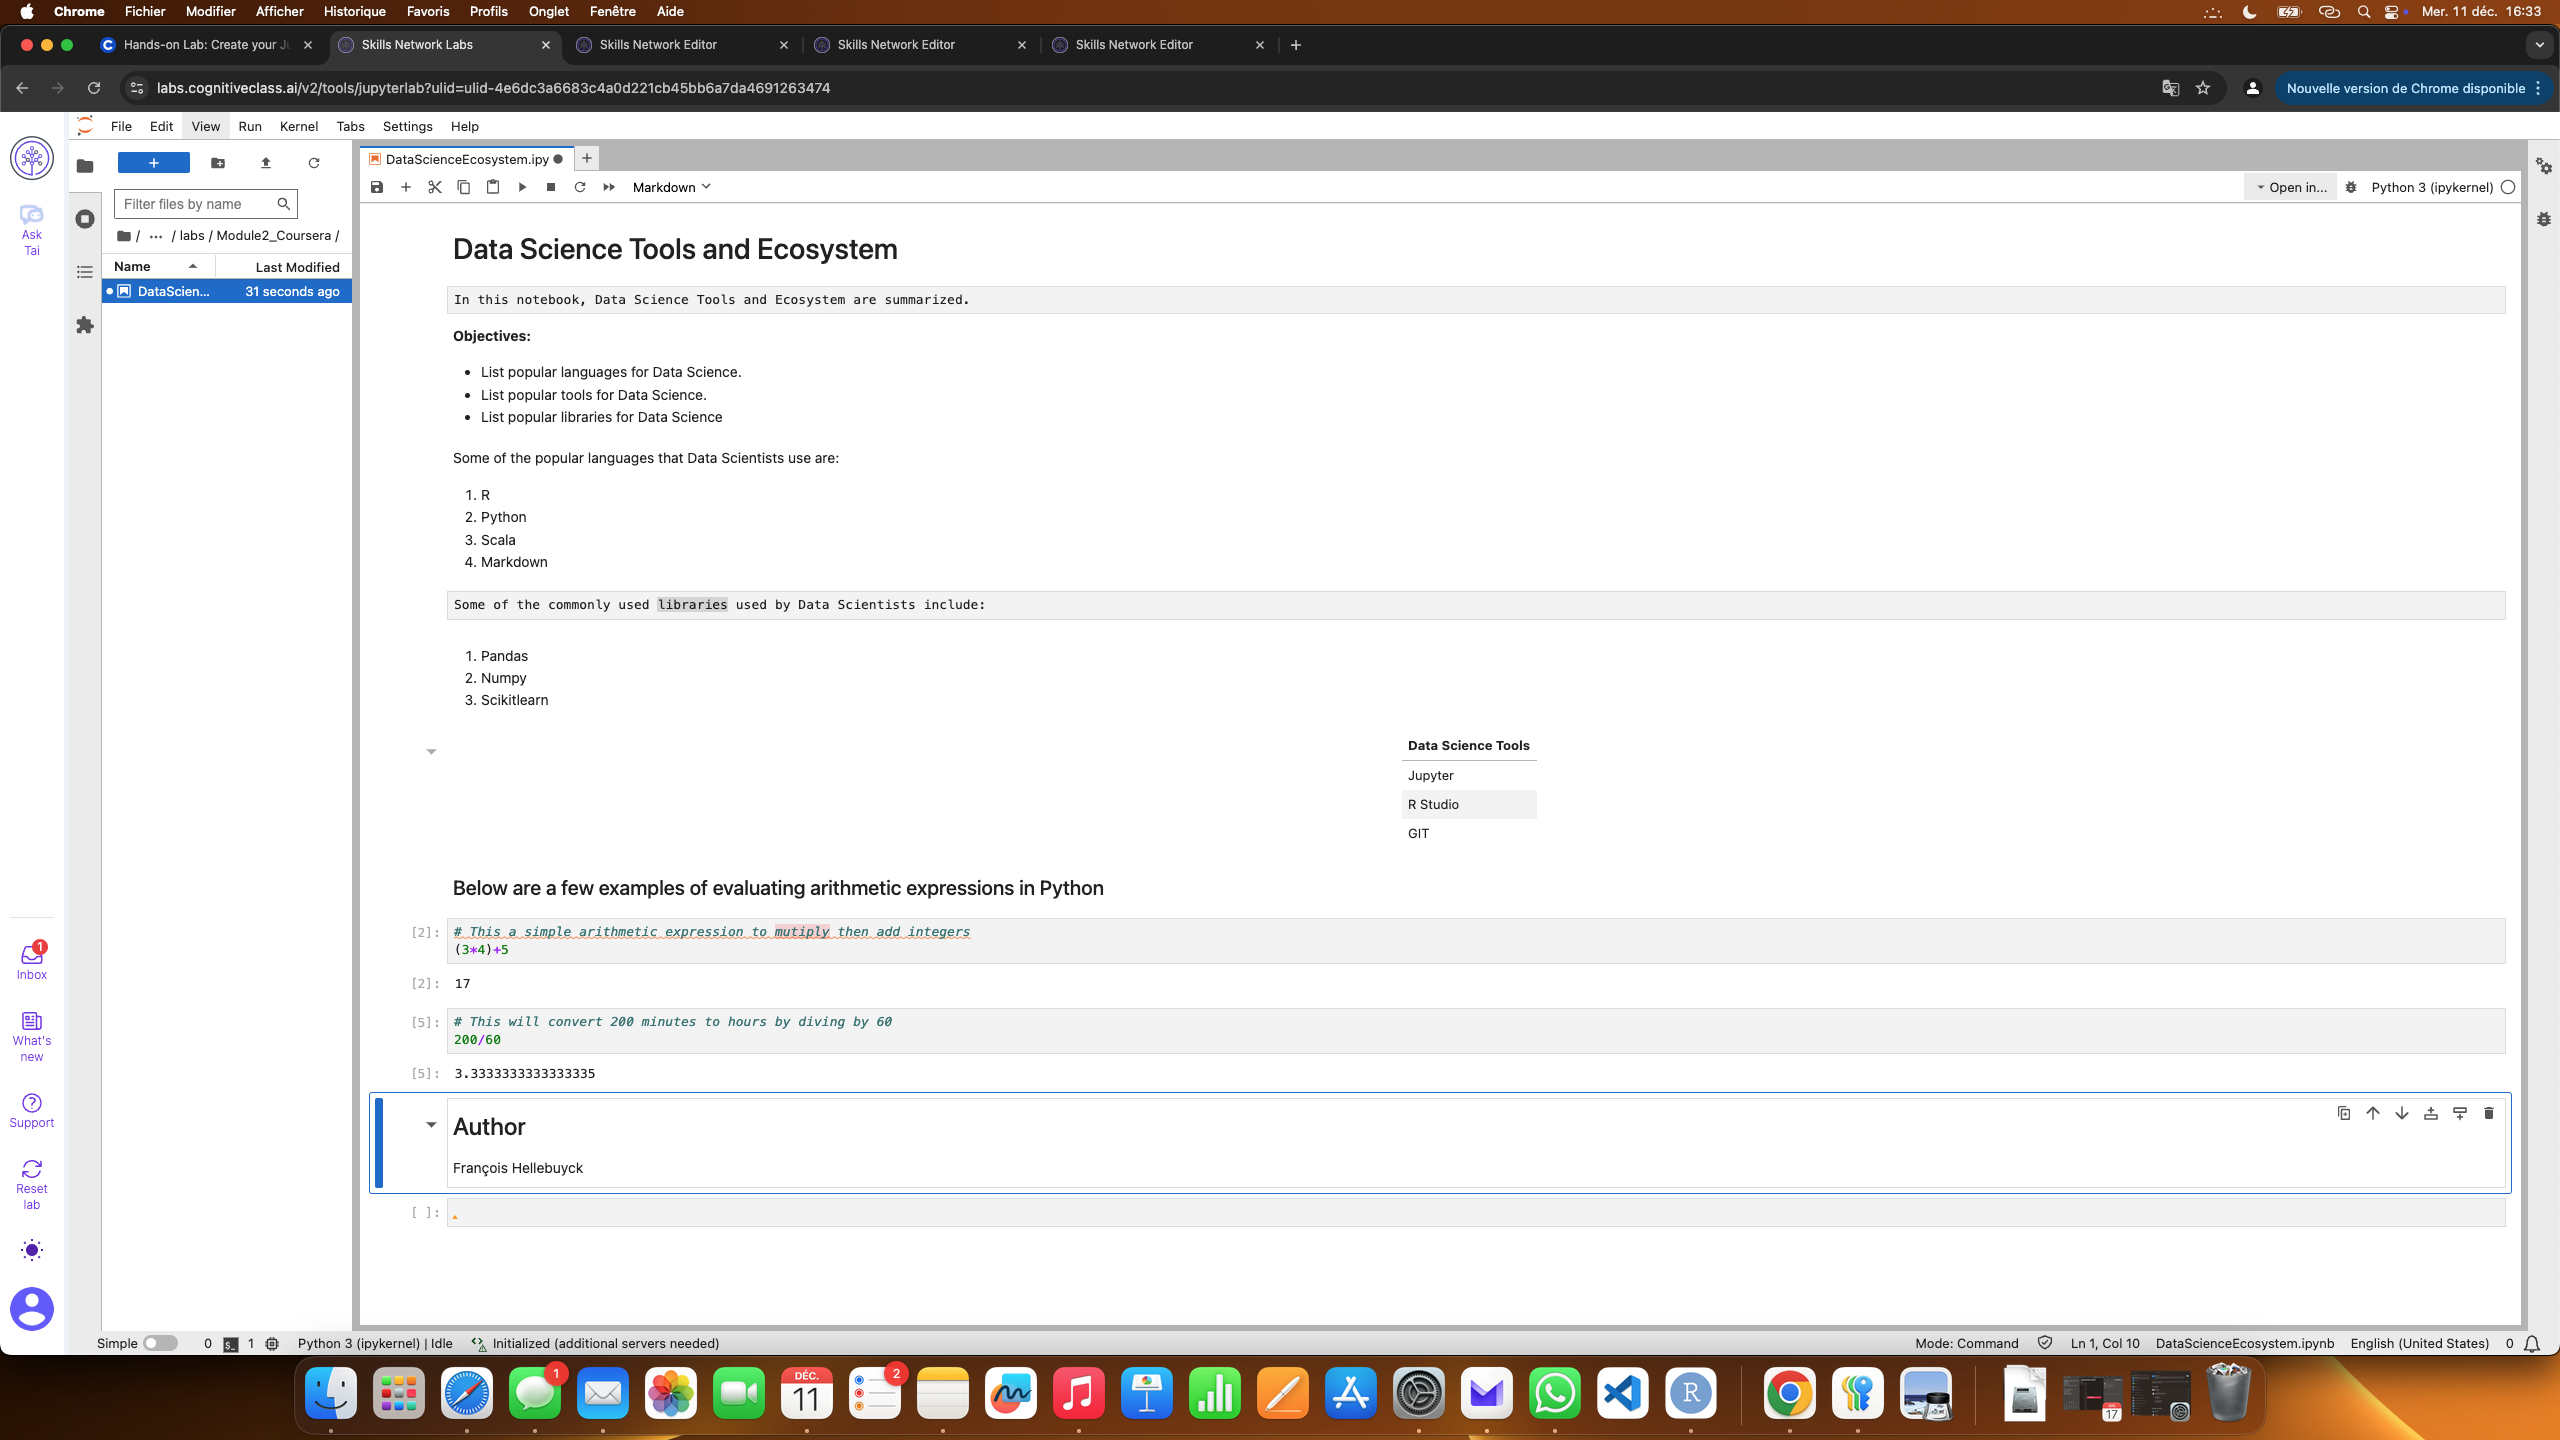 Chrome Fichier Modifier Afficher Historique Favoris Profils Onglet Fenêtre Aide Mer. 11 déc. 16:33
Hands-on Lab: Create your Ju Skills Network Labs Skills Network Editor Skills Network Editor Skills Network Editor
labs.cognitiveclass.ai/v2/tools/jupyterlab?ulid=ulid-4e6dc3a6683c4a0d221cb45bb6a7da4691263474 Nouvelle version de Chrome disponible
File Edit View Run Kernel Tabs Settings Help
DataScienceEcosystem.ipy
Markdown Open in... Python 3 (ipykernel)
Filter files by name
/ ... / labs / Module2_Coursera /
Name Last Modified
DataScien... 31 seconds ago
Ask
Tai
Data Science Tools and Ecosystem
In this notebook, Data Science Tools and Ecosystem are summarized.
Objectives:
• List popular languages for Data Science.
• List popular tools for Data Science.
• List popular libraries for Data Science
Some of the popular languages that Data Scientists use are:
1. R
2. Python
3. Scala
4. Markdown
Some of the commonly used libraries used by Data Scientists include:
1. Pandas
2. Numpy
3. Scikitlearn
Data Science Tools
Jupyter
R Studio
GIT
Below are a few examples of evaluating arithmetic expressions in Python
[2]: # This a simple arithmetic expression to mutiply then add integers
(3*4)+5
[2]: 17
[5]: # This will convert 200 minutes to hours by diving by 60
200/60
[5]: 3.3333333333333335
Author
François Hellebuyck
[ ]:
1
Inbox
What's
new
Support
Reset
lab
Simple 0 1 Python 3 (ipykernel) | Idle Initialized (additional servers needed) Mode: Command Ln 1, Col 10 DataScienceEcosystem.ipynb English (United States) 0
1 DÉC. 2
11 R 17